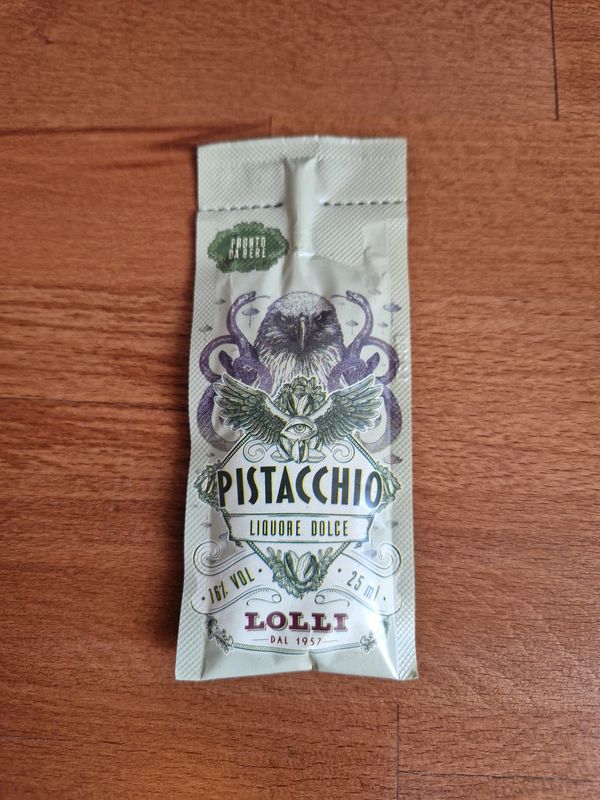 PRONTO
DA BERE
PISTACCHIO
LIQUORE DOLCE
16% VOL
25 ml
LOLLI
DAL 1957